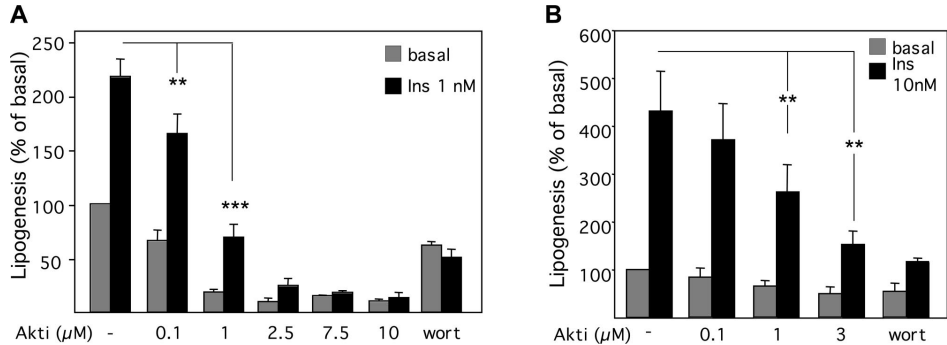 A
Lipogenesis (% of basal)
250
200
150
100
50
basal
Ins 1 nM
**
***
Akti (µM) - 0.1 1 2.5 7.5 10 wort
B
Lipogenesis (% of basal)
600
500
400
300
200
100
basal
Ins
10nM
**
**
Akti (µM) - 0.1 1 3 wort